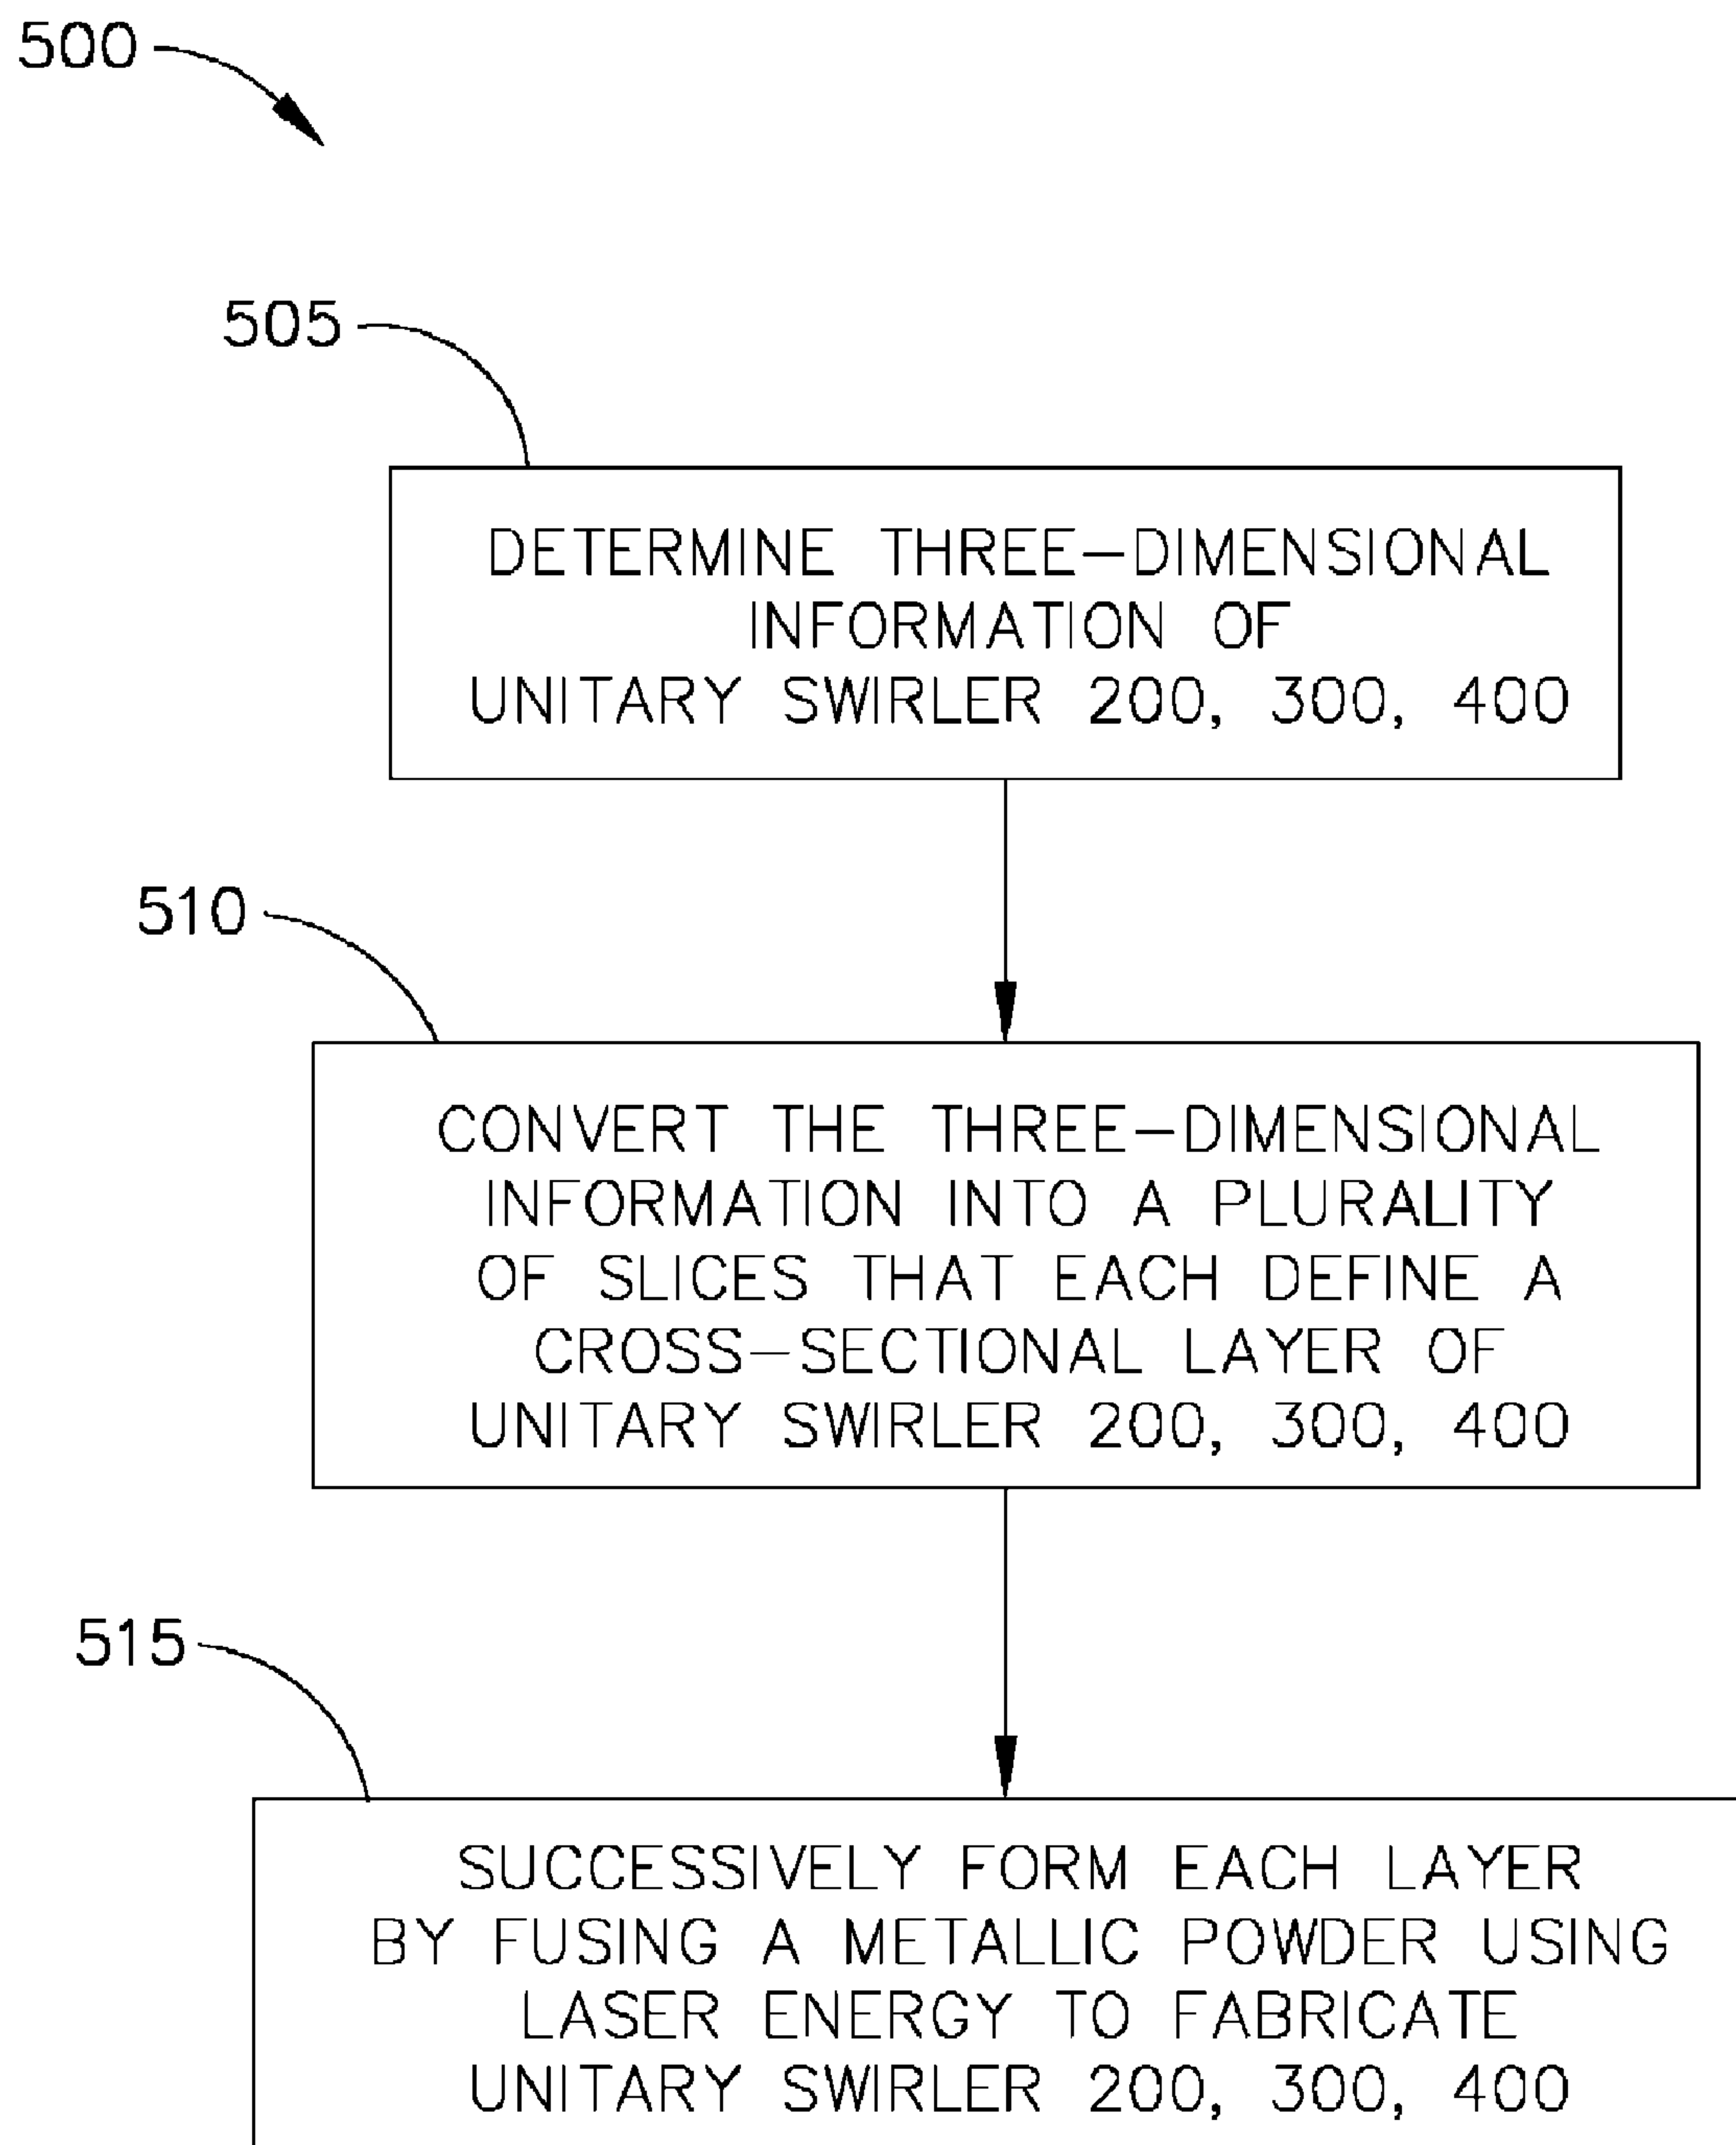 500
505
DETERMINE THREE-DIMENSIONAL
INFORMATION OF
UNITARY SWIRLER 200, 300, 400
510
CONVERT THE THREE-DIMENSIONAL
INFORMATION INTO A PLURALITY
OF SLICES THAT EACH DEFINE A
CROSS-SECTIONAL LAYER OF
UNITARY SWIRLER 200, 300, 400
515
SUCCESSIVELY FORM EACH LAYER
BY FUSING A METALLIC POWDER USING
LASER ENERGY TO FABRICATE
UNITARY SWIRLER 200, 300, 400